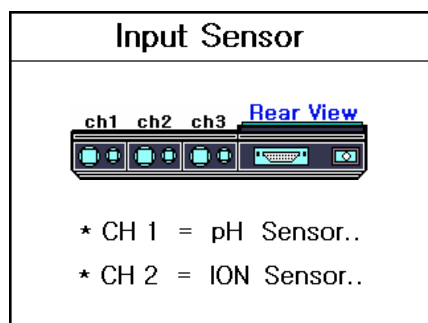 Input Sensor
ch1 ch2 ch3 Rear View
* CH 1 = pH Sensor..
* CH 2 = ION Sensor..